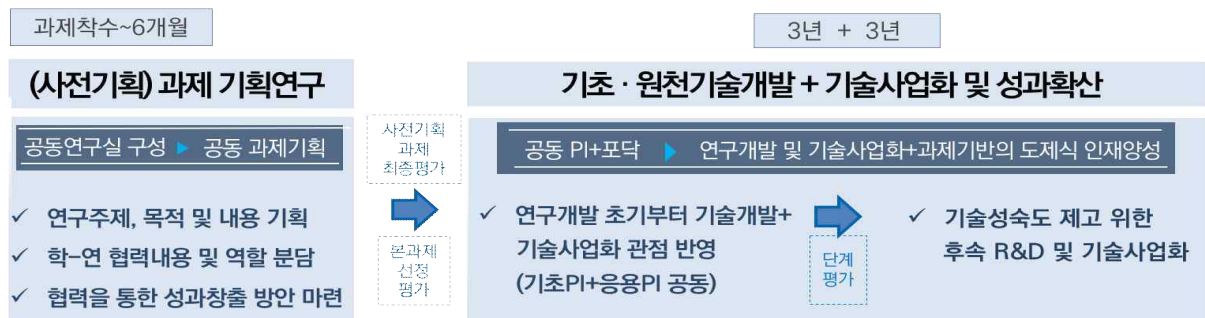 과제착수~6개월
3년 + 3년
(사전기획) 과제 기획연구
기초·원천기술개발 + 기술사업화 및 성과확산
공동연구실 구성 ▶ 공동 과제기획
✓ 연구주제, 목적 및 내용 기획
✓ 학-연 협력내용 및 역할 분담
✓ 협력을 통한 성과창출 방안 마련
사전기획
과제
최종평가
본과제
선정
평가
공동 PI+포닥 ▶ 연구개발 및 기술사업화+과제기반의 도제식 인재양성
✓ 연구개발 초기부터 기술개발+
기술사업화 관점 반영
(기초PI+응용PI 공동)
단계
평가
✓ 기술성숙도 제고 위한
후속 R&D 및 기술사업화